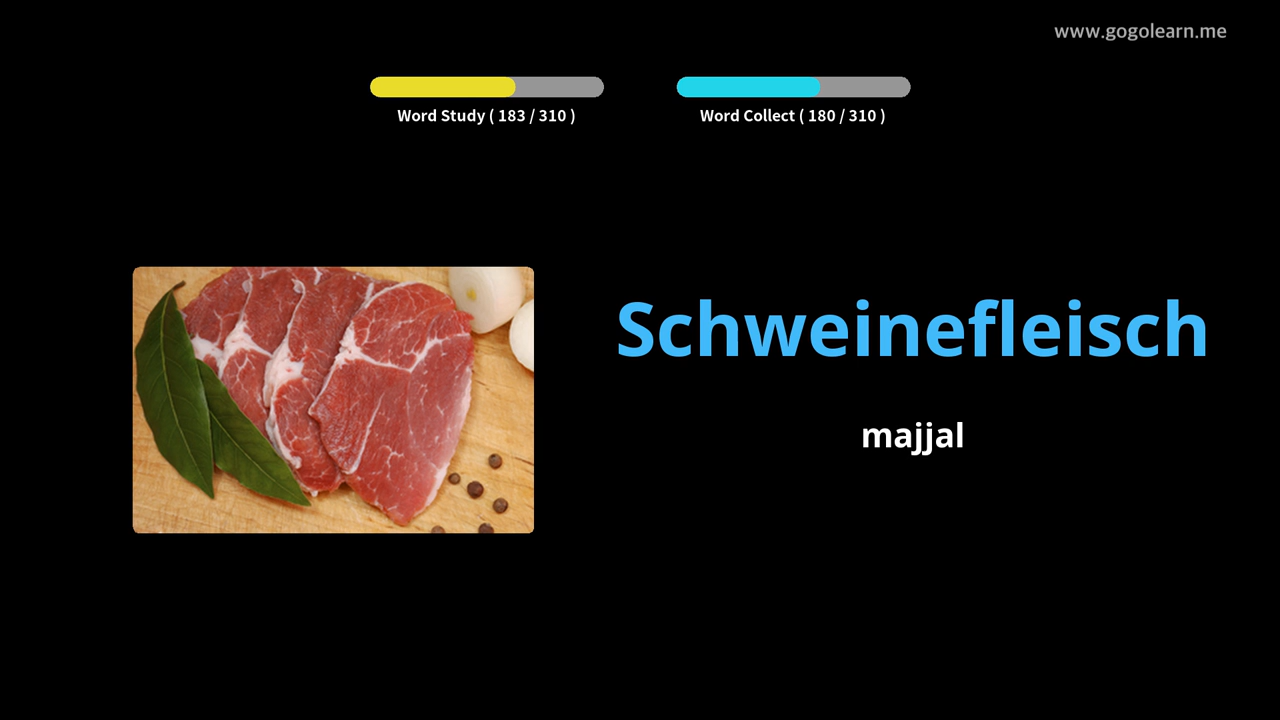 www.gogolearn.me
Word Study ( 183 / 310 )
Word Collect ( 180 / 310 )
Schweinefleisch
majjal